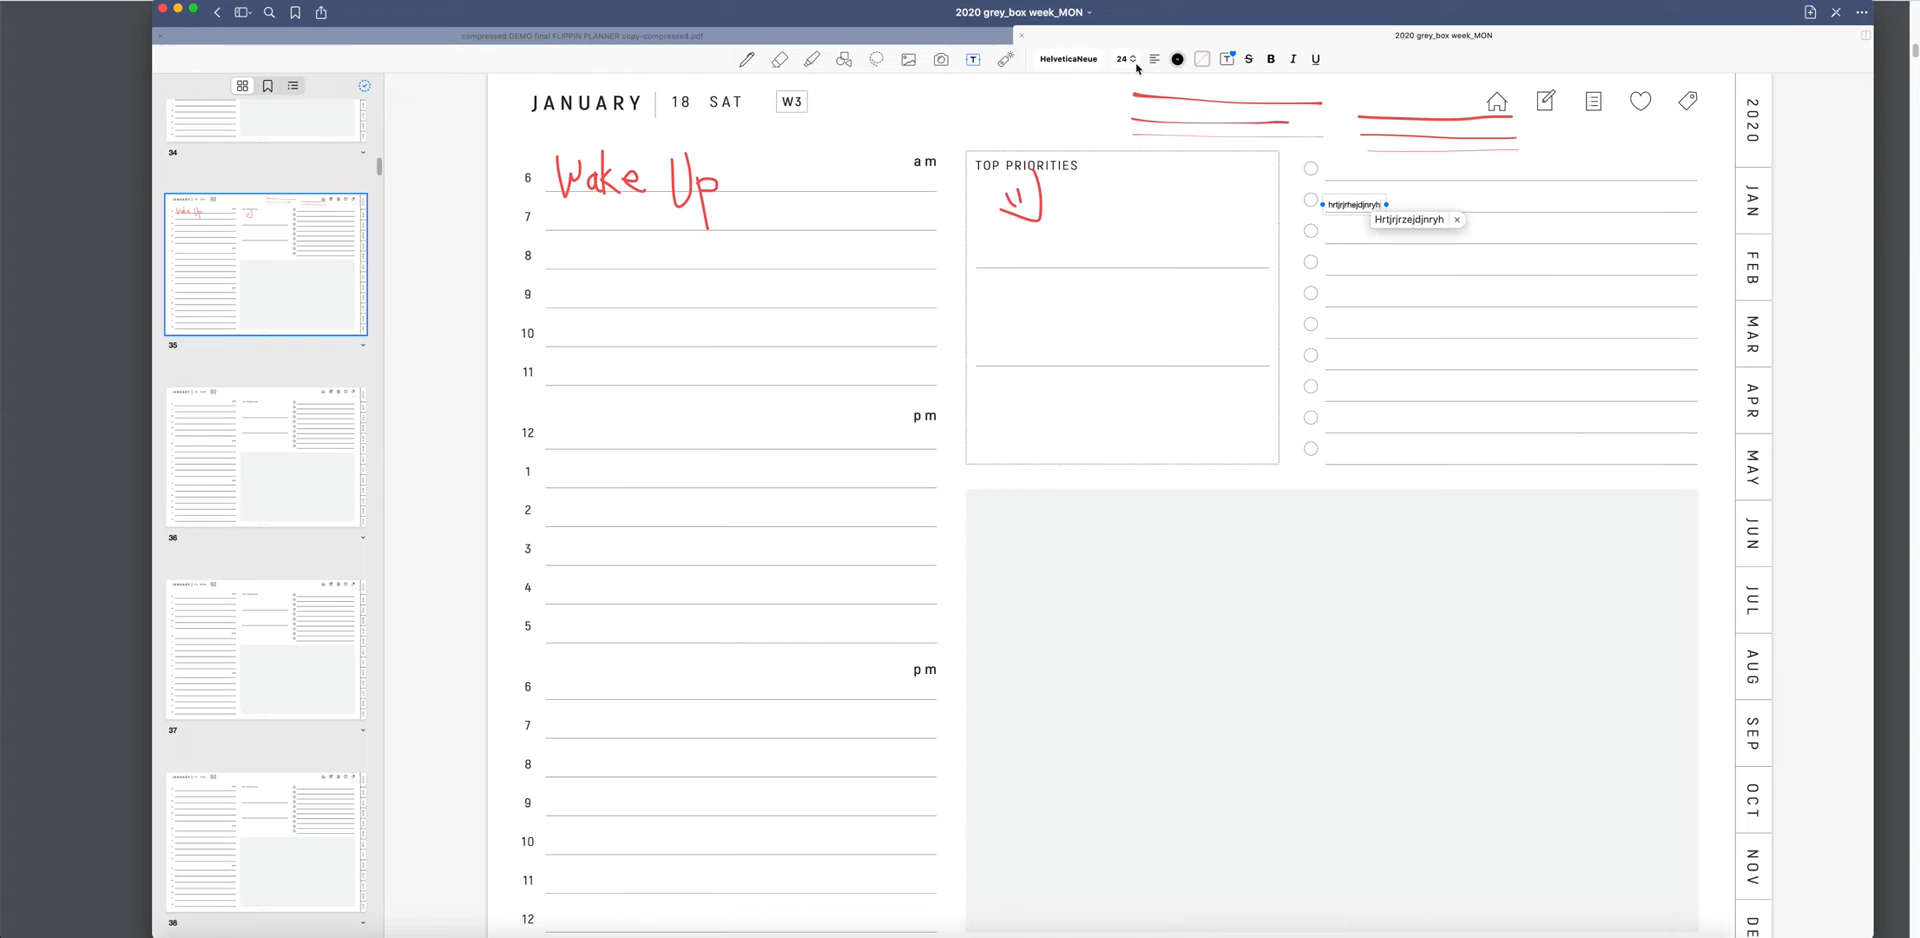 2020 grey_box week_MON
compressed DEMO final FLIPPIN PLANNER copy-compressed.pdf
2020 grey_box week_MON
HelveticaNeue 24 T B I U
JANUARY 18 SAT W3
2020
JAN
FEB
MAR
APR
MAY
JUN
JUL
AUG
SEP
OCT
NOV
DE
am
6 Wake Up
7
8
9
10
11
pm
12
1
2
3
4
5
pm
6
7
8
9
10
11
12
TOP PRIORITIES
hrtjrjrhejdjnryh
Hrtjrjrzejdjnryh
34
35
36
37
38